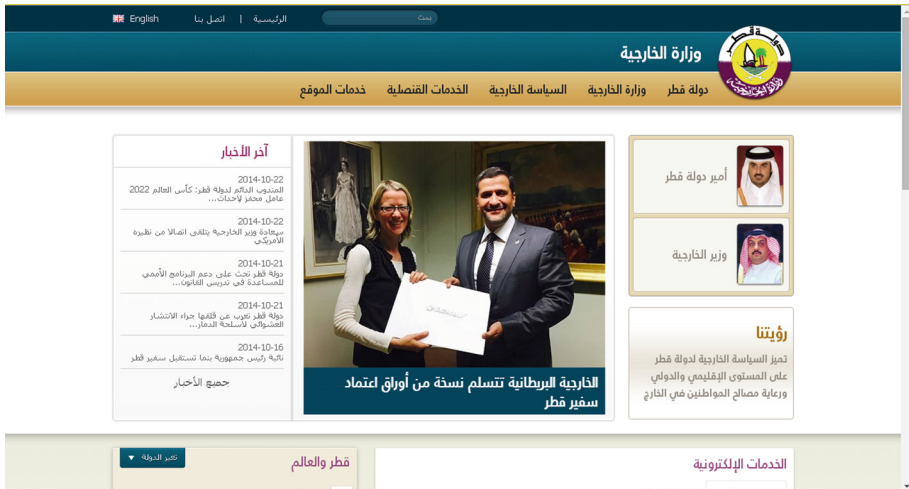 English
اتصل بنا
|
الرئيسية
بحث
دولة قطر
وزارة الخارجية
دولة قطر
وزارة الخارجية
السياسة الخارجية
الخدمات القنصلية
خدمات الموقع
أمير دولة قطر
وزير الخارجية
رؤيتنا
تميز السياسة الخارجية لدولة قطر
على المستوى الإقليمي والدولي
ورعاية مصالح المواطنين في الخارج
الخارجية البريطانية تتسلم نسخة من أوراق اعتماد
سفير قطر
آخر الأخبار
2014-10-22
المندوب الدائم لدولة قطر: كأس العالم 2022
عامل محفز لإحداث...
2014-10-22
سعادة وزير الخارجية يتلقى اتصالا من نظيره
الأمريكي
2014-10-21
دولة قطر تحث على دعم البرنامج الأممي
للمساعدة في تدريس القانون...
2014-10-21
دولة قطر تعرب عن قلقها جراء الانتشار
العشوائي لأسلحة الدمار...
2014-10-16
نائبة رئيس جمهورية بنما تستقبل سفير قطر
جميع الأخبار
الخدمات الإلكترونية
قطر والعالم
تغيير الدولة